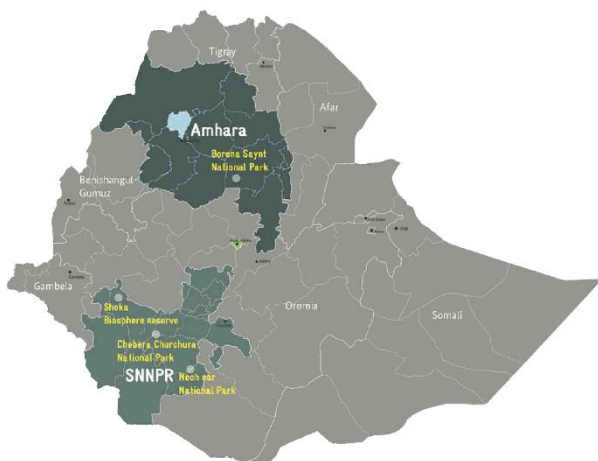 Tigray
Afar
Amhara
Borena Saynt
National Park
Benishangul-
Gumuz
Gambela
Oromia
Somali
Sheka
Biosphere Reserve
Chebera Churchura
National Park
SNNPR
Nech sar
National Park